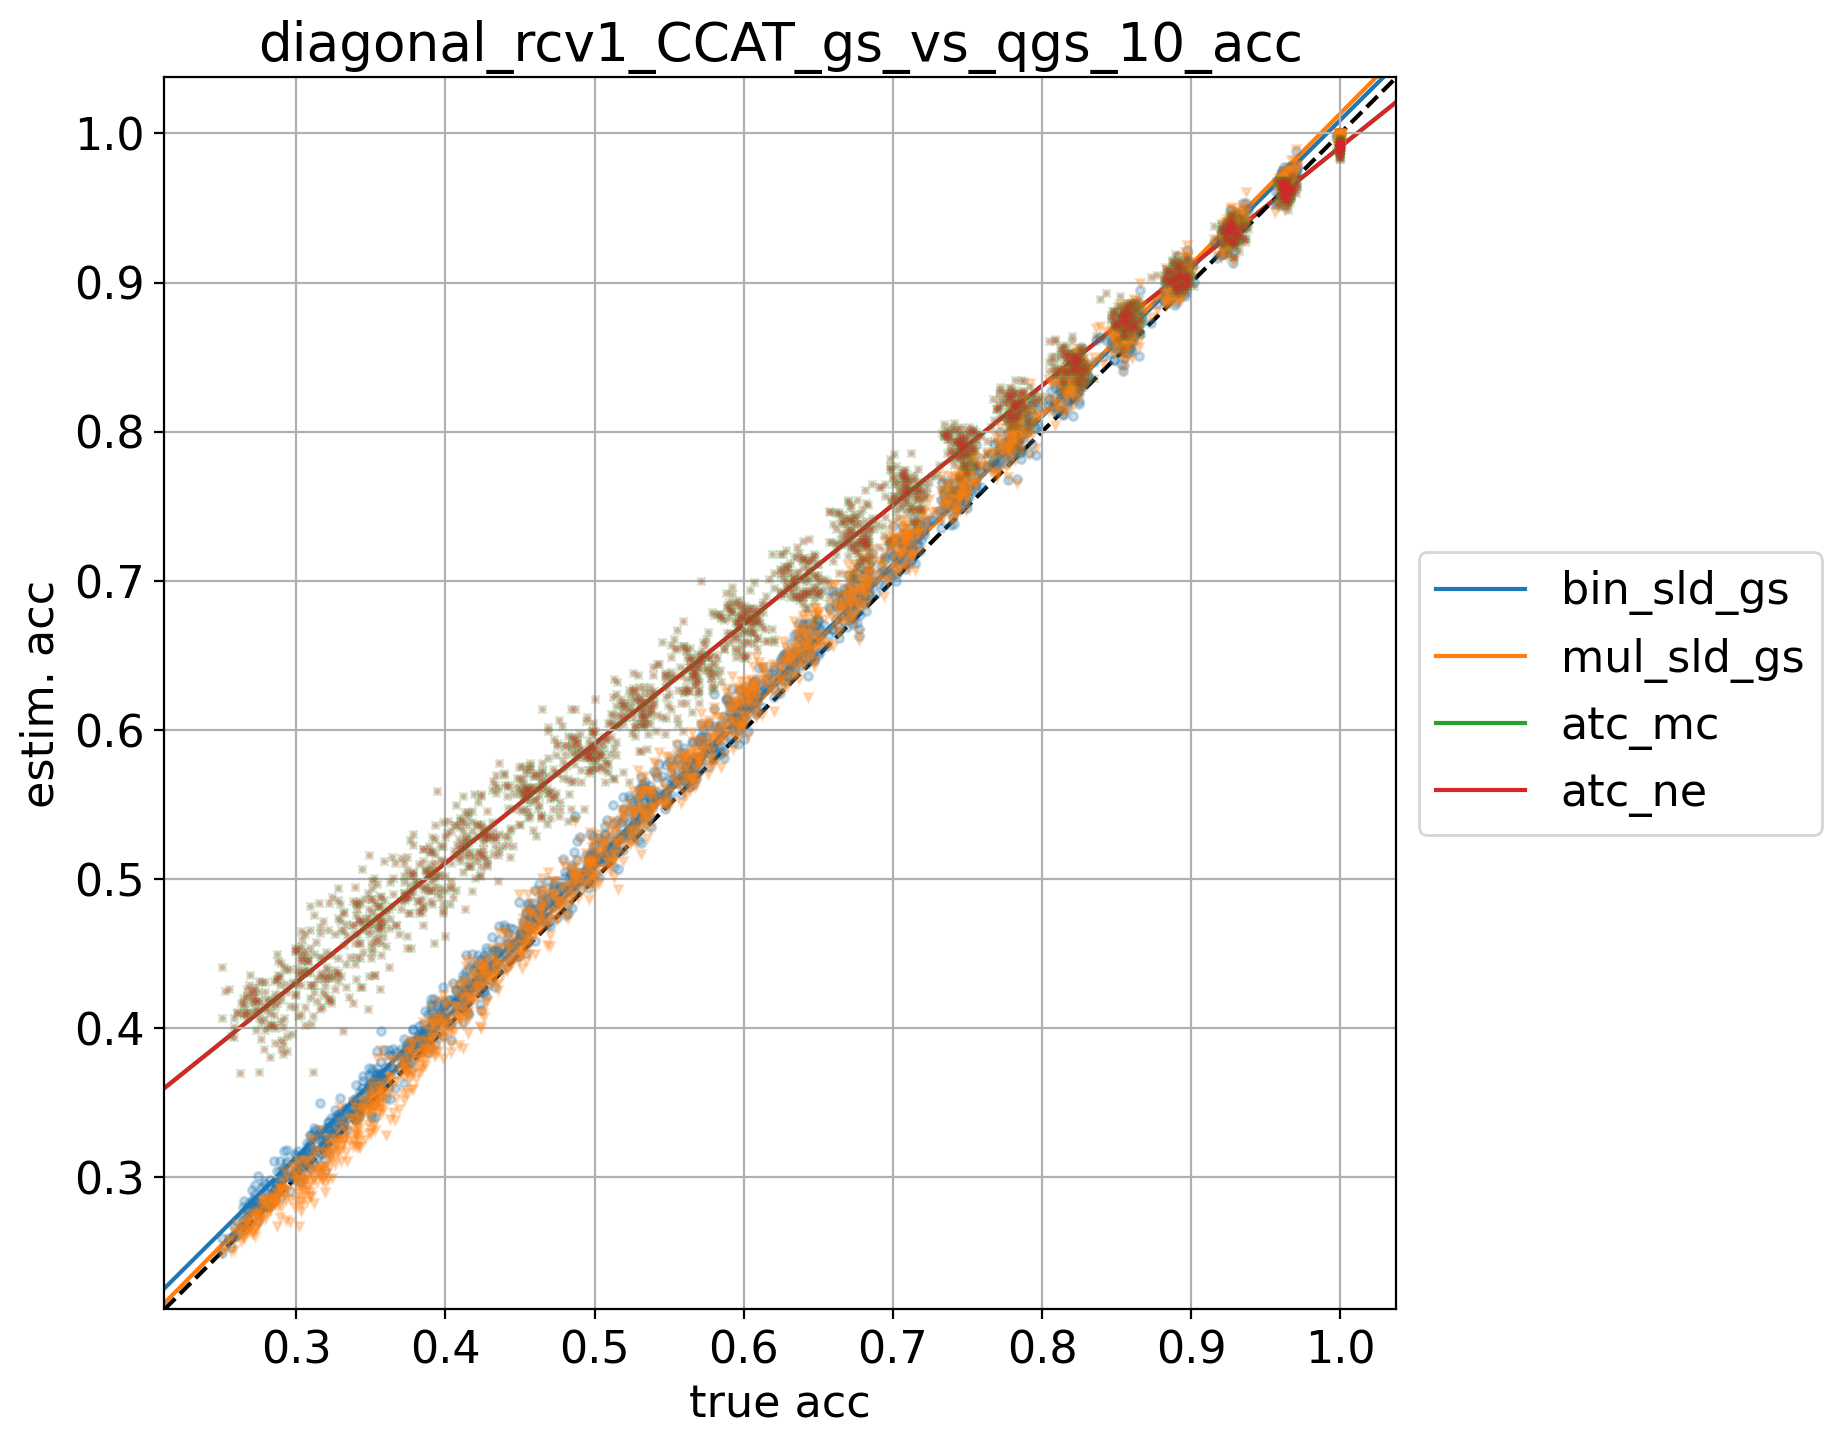 diagonal_rcv1_CCAT_gs_vs_qgs_10_acc
estim. acc
1.0
0.9
0.8
0.7
0.6
0.5
0.4
0.3
0.3 0.4 0.5 0.6 0.7 0.8 0.9 1.0
true acc
bin_sld_gs
mul_sld_gs
atc_mc
atc_ne